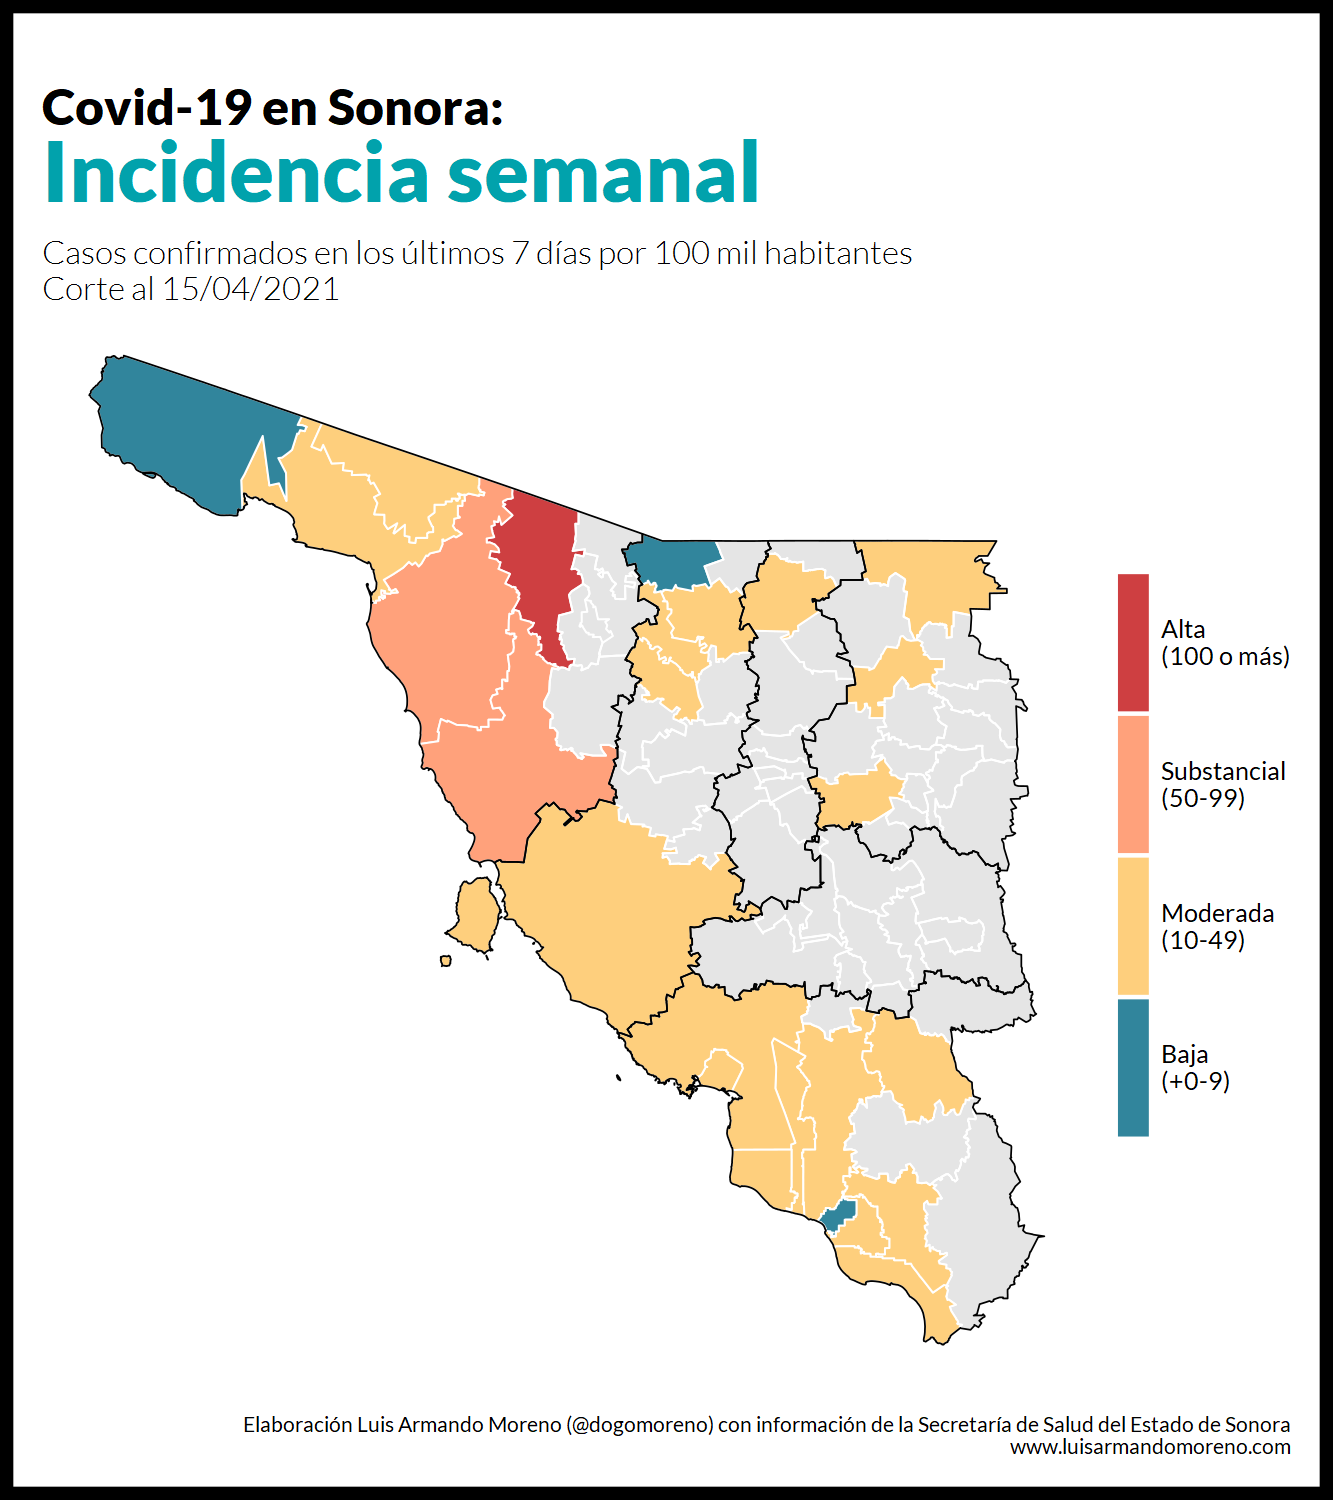 Covid-19 en Sonora:
Incidencia semanal
Casos confirmados en los últimos 7 días por 100 mil habitantes
Corte al 15/04/2021
Alta
(100 o más)
Substancial
(50-99)
Moderada
(10-49)
Baja
(+0-9)
Elaboración Luis Armando Moreno (@dogomoreno) con información de la Secretaría de Salud del Estado de Sonora
www.luisarmandomoreno.com